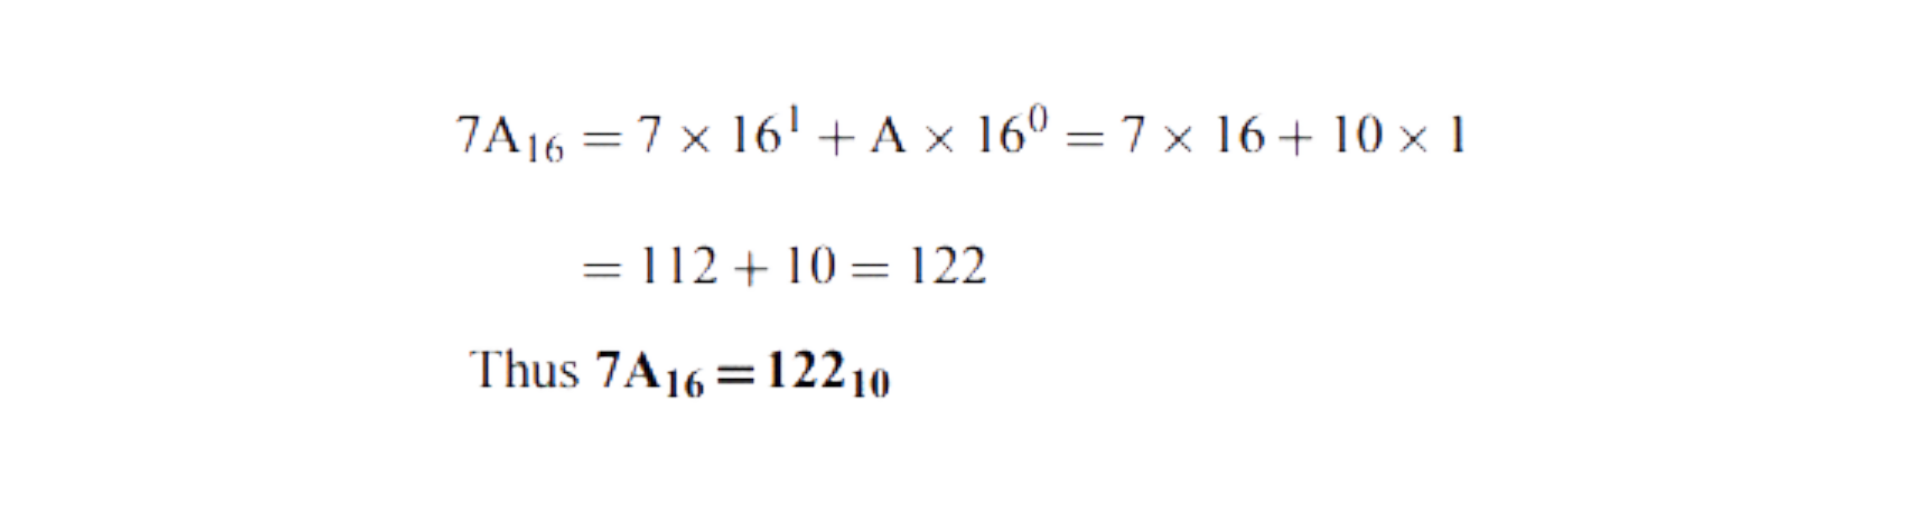 7A₁₆ = 7 × 16¹ + A × 16⁰ = 7 × 16 + 10 × 1
= 112 + 10 = 122
Thus 7A₁₆ = 122₁₀